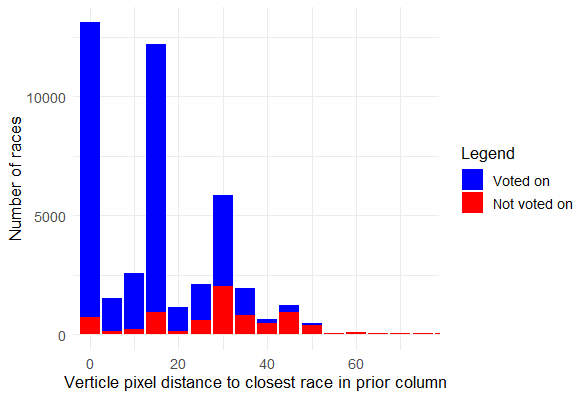 Number of races
10000
5000
0
0 20 40 60
Verticle pixel distance to closest race in prior column
Legend
Voted on
Not voted on